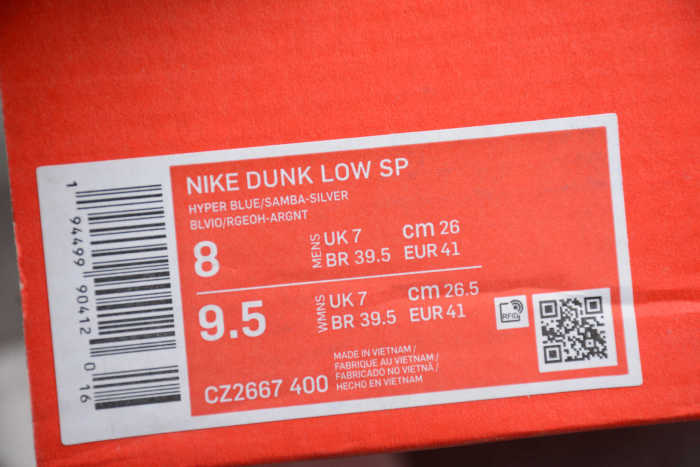 NIKE DUNK LOW SP
HYPER BLUE/SAMBA-SILVER
BLVIO/RGEOH-ARGNT
8 MENS UK 7 cm 26
BR 39.5 EUR 41
9.5 WMNS UK 7 cm 26.5
BR 39.5 EUR 41
RFID
MADE IN VIETNAM /
FABRIQUE AU VIETNAM /
FABRICADO NO VIETNÃ /
HECHO EN VIETNAM
CZ2667 400
1 94499 90412 0 16